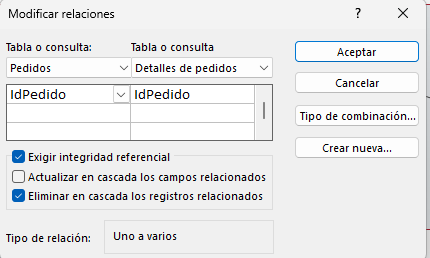 Modificar relaciones
? ×
Tabla o consulta: Tabla o consulta
Pedidos Detalles de pedidos
Aceptar
IdPedido IdPedido
Cancelar
Tipo de combinación...
Crear nueva...
Exigir integridad referencial
Actualizar en cascada los campos relacionados
Eliminar en cascada los registros relacionados
Tipo de relación: Uno a varios